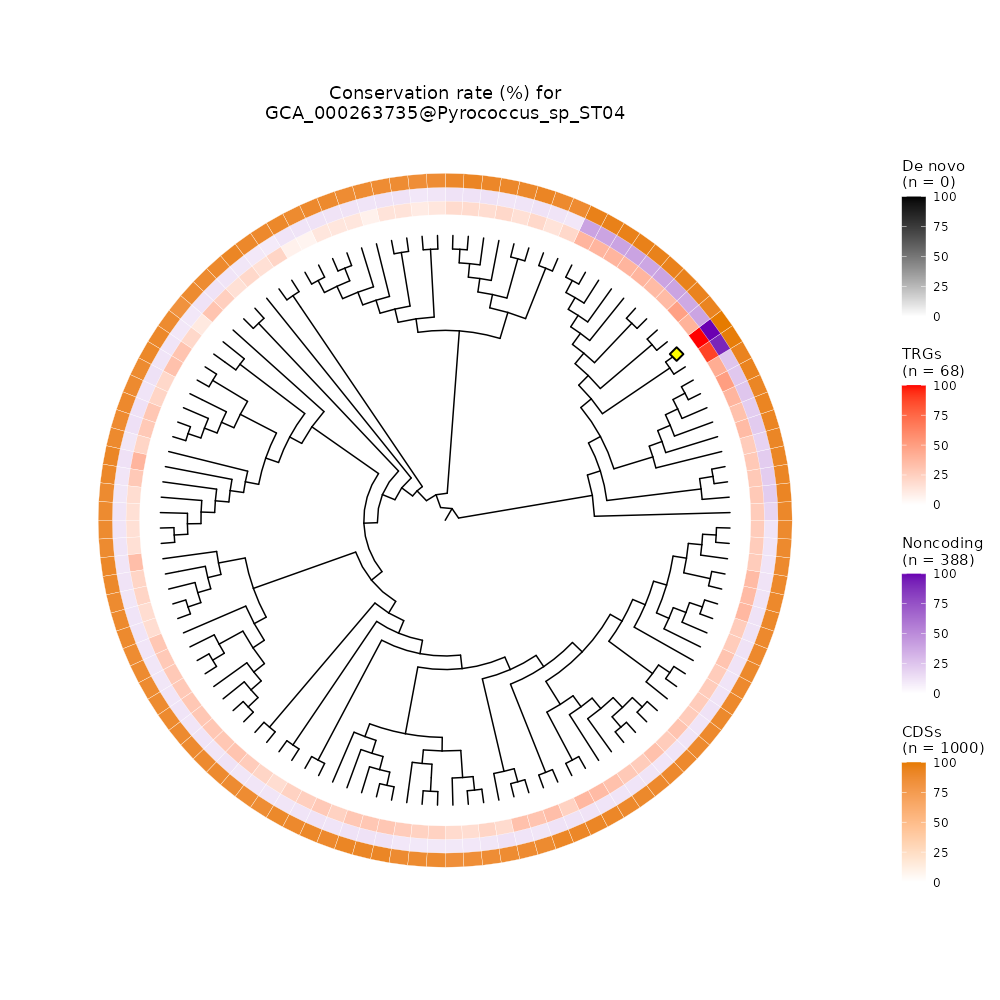 Conservation rate (%) for
GCA_000263735@Pyrococcus_sp_ST04
De novo
(n = 0)
100
75
50
25
0
TRGs
(n = 68)
100
75
50
25
0
Noncoding
(n = 388)
100
75
50
25
0
CDSs
(n = 1000)
100
75
50
25
0